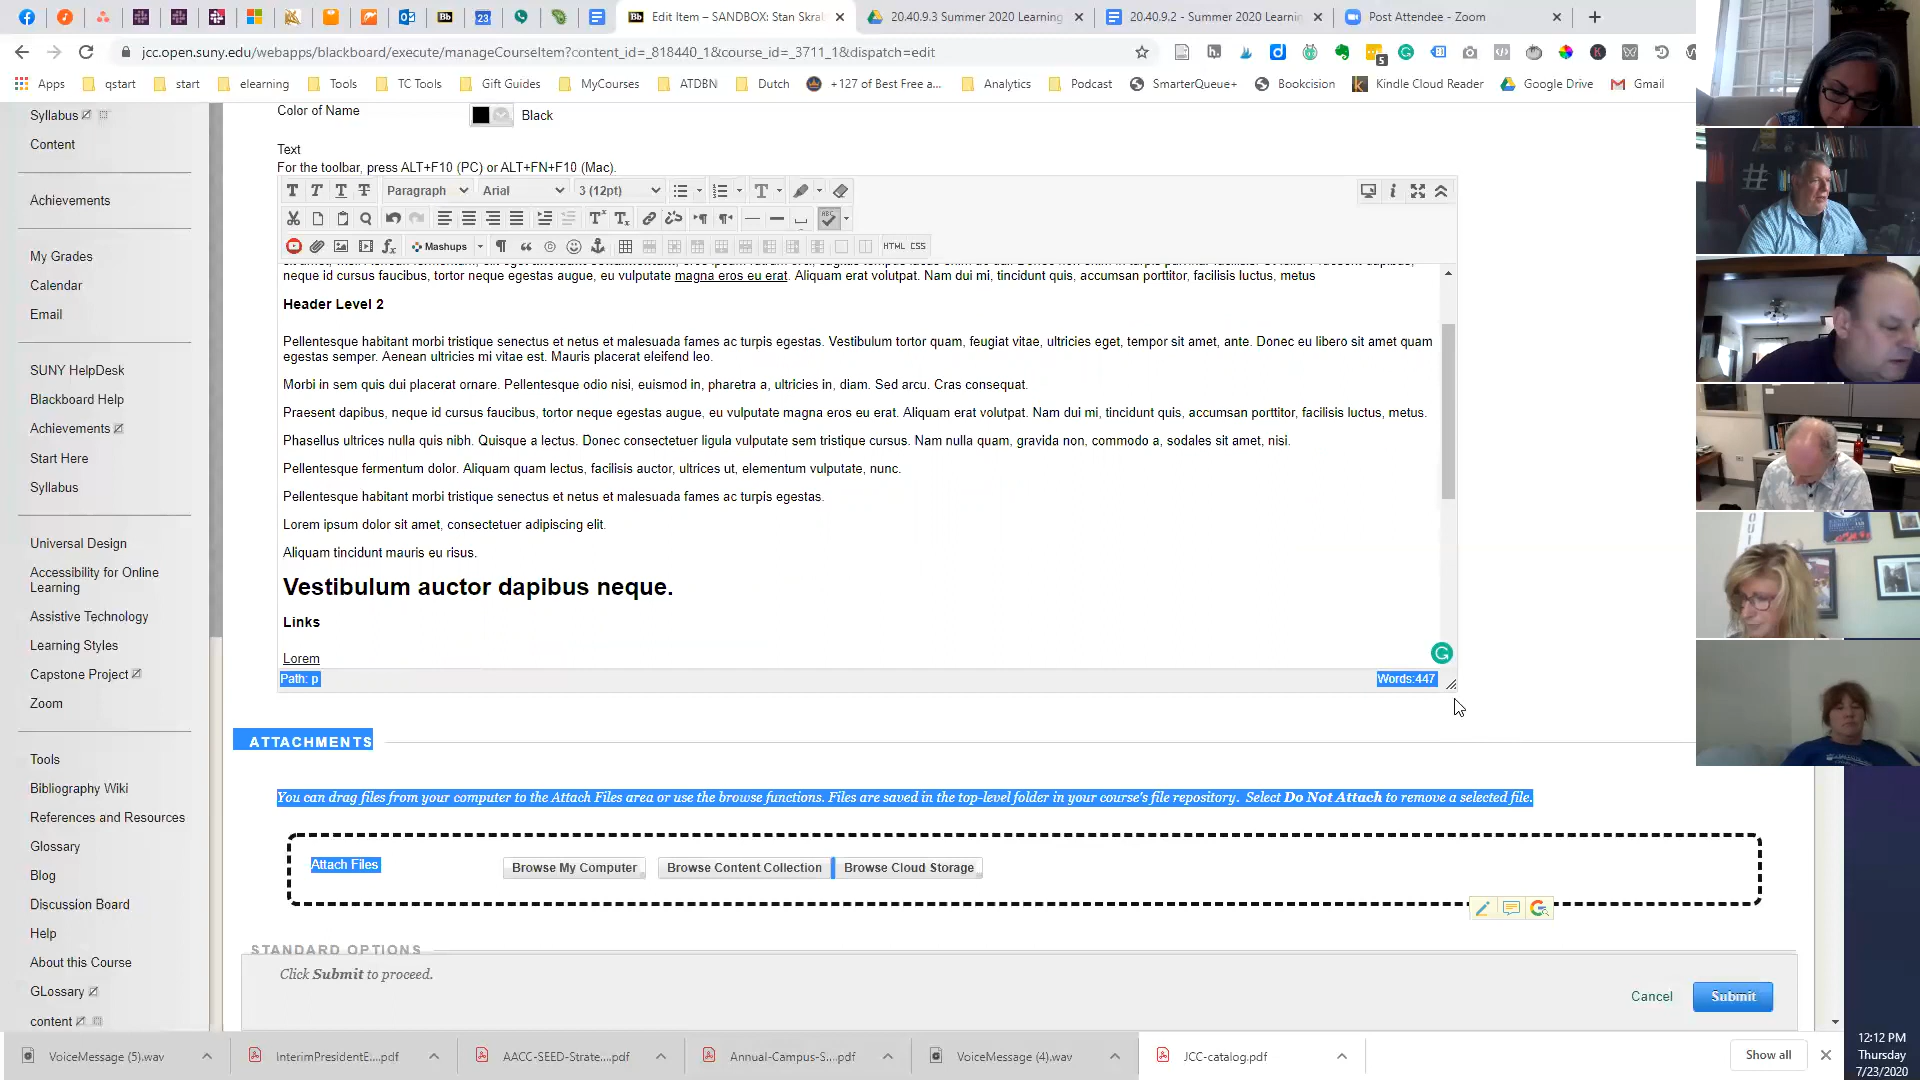 Edit Item – SANDBOX: Stan Skral
20.40.9.3 Summer 2020 Learning
20.40.9.2 - Summer 2020 Learnin
Post Attendee - Zoom
jcc.open.suny.edu/webapps/blackboard/execute/manageCourseItem?content_id=_818440_1&course_id=_3711_1&dispatch=edit
Apps
qstart
start
elearning
Tools
TC Tools
Gift Guides
MyCourses
ATDBN
Dutch
+127 of Best Free a...
Analytics
Podcast
SmarterQueue+
Bookcision
Kindle Cloud Reader
Google Drive
Gmail
Syllabus
Content
Achievements
My Grades
Calendar
Email
SUNY HelpDesk
Blackboard Help
Achievements
Start Here
Syllabus
Universal Design
Accessibility for Online
Learning
Assistive Technology
Learning Styles
Capstone Project
Zoom
Tools
Bibliography Wiki
References and Resources
Glossary
Blog
Discussion Board
Help
About this Course
GLossary
content
Color of Name
Black
Text
For the toolbar, press ALT+F10 (PC) or ALT+FN+F10 (Mac).
Paragraph
Arial
3 (12pt)
Mashups
HTML CSS
neque id cursus faucibus, tortor neque egestas augue, eu vulputate magna eros eu erat. Aliquam erat volutpat. Nam dui mi, tincidunt quis, accumsan porttitor, facilisis luctus, metus
Header Level 2
Pellentesque habitant morbi tristique senectus et netus et malesuada fames ac turpis egestas. Vestibulum tortor quam, feugiat vitae, ultricies eget, tempor sit amet, ante. Donec eu libero sit amet quam
egestas semper. Aenean ultricies mi vitae est. Mauris placerat eleifend leo.
Morbi in sem quis dui placerat ornare. Pellentesque odio nisi, euismod in, pharetra a, ultricies in, diam. Sed arcu. Cras consequat.
Praesent dapibus, neque id cursus faucibus, tortor neque egestas augue, eu vulputate magna eros eu erat. Aliquam erat volutpat. Nam dui mi, tincidunt quis, accumsan porttitor, facilisis luctus, metus.
Phasellus ultrices nulla quis nibh. Quisque a lectus. Donec consectetuer ligula vulputate sem tristique cursus. Nam nulla quam, gravida non, commodo a, sodales sit amet, nisi.
Pellentesque fermentum dolor. Aliquam quam lectus, facilisis auctor, ultrices ut, elementum vulputate, nunc.
Pellentesque habitant morbi tristique senectus et netus et malesuada fames ac turpis egestas.
Lorem ipsum dolor sit amet, consectetuer adipiscing elit.
Aliquam tincidunt mauris eu risus.
Vestibulum auctor dapibus neque.
Links
Lorem
Path: p
Words:447
ATTACHMENTS
You can drag files from your computer to the Attach Files area or use the browse functions. Files are saved in the top-level folder in your course's file repository. Select Do Not Attach to remove a selected file.
Attach Files
Browse My Computer
Browse Content Collection
Browse Cloud Storage
STANDARD OPTIONS
Click Submit to proceed.
Cancel
Submit
VoiceMessage (5).wav
InterimPresidentE....pdf
AACC-SEED-Strate....pdf
Annual-Campus-S....pdf
VoiceMessage (4).wav
JCC-catalog.pdf
Show all
12:12 PM
Thursday
7/23/2020